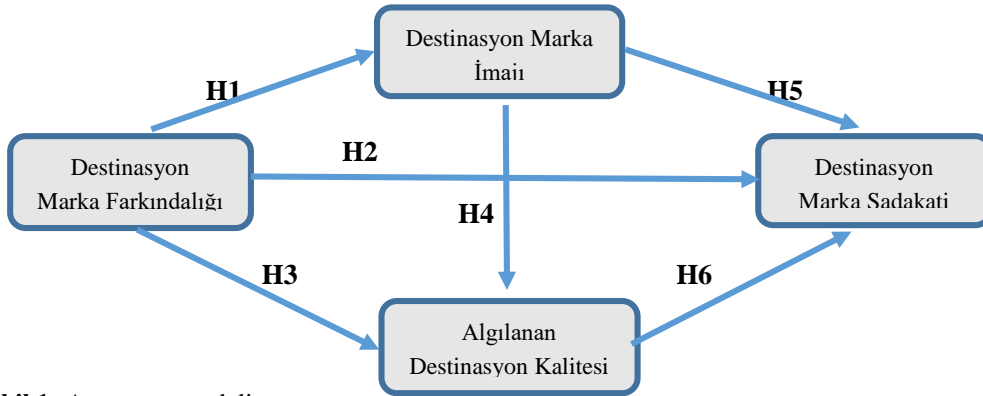 Destinasyon Marka
İmajı
H1
H5
Destinasyon
Marka Farkındalığı
H2
Destinasyon
Marka Sadakati
H4
H3
H6
Algılanan
Destinasyon Kalitesi